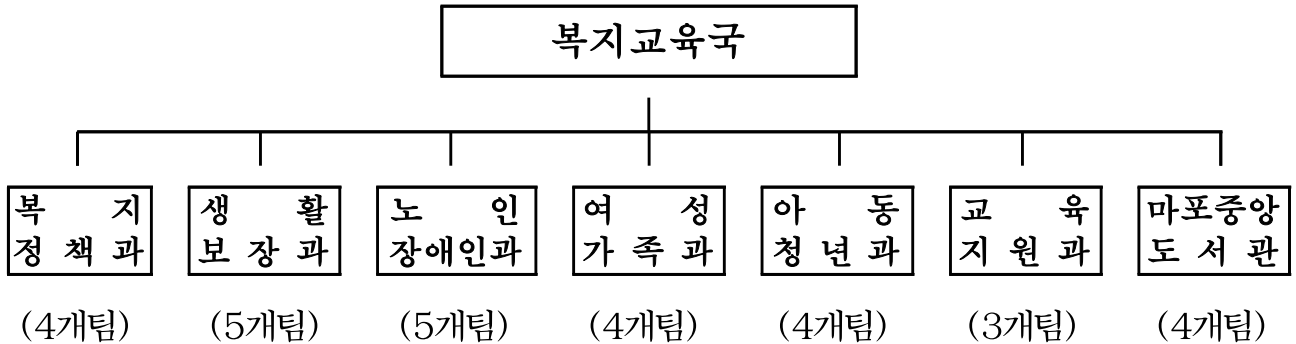 복지교육국
복지
정책과
생활
보장과
노인
장애인과
여성
가족과
아동
청년과
교육
지원과
마포중앙
도서관
(4개팀) (5개팀) (5개팀) (4개팀) (4개팀) (3개팀) (4개팀)